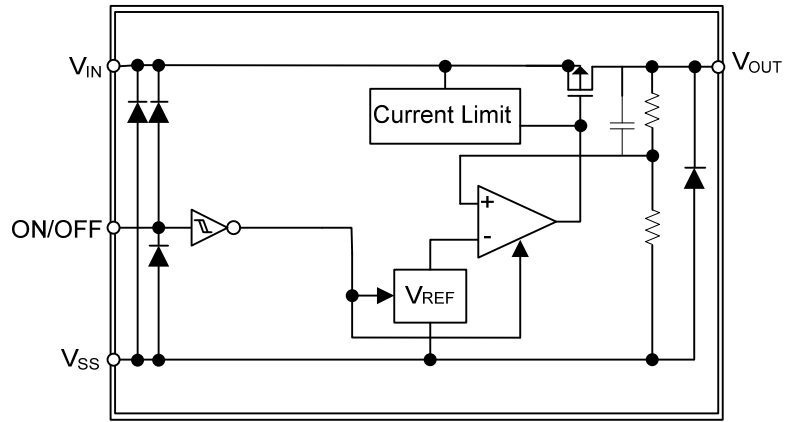 VIN
VOUT
Current Limit
+
ON/OFF
-
VREF
VSS